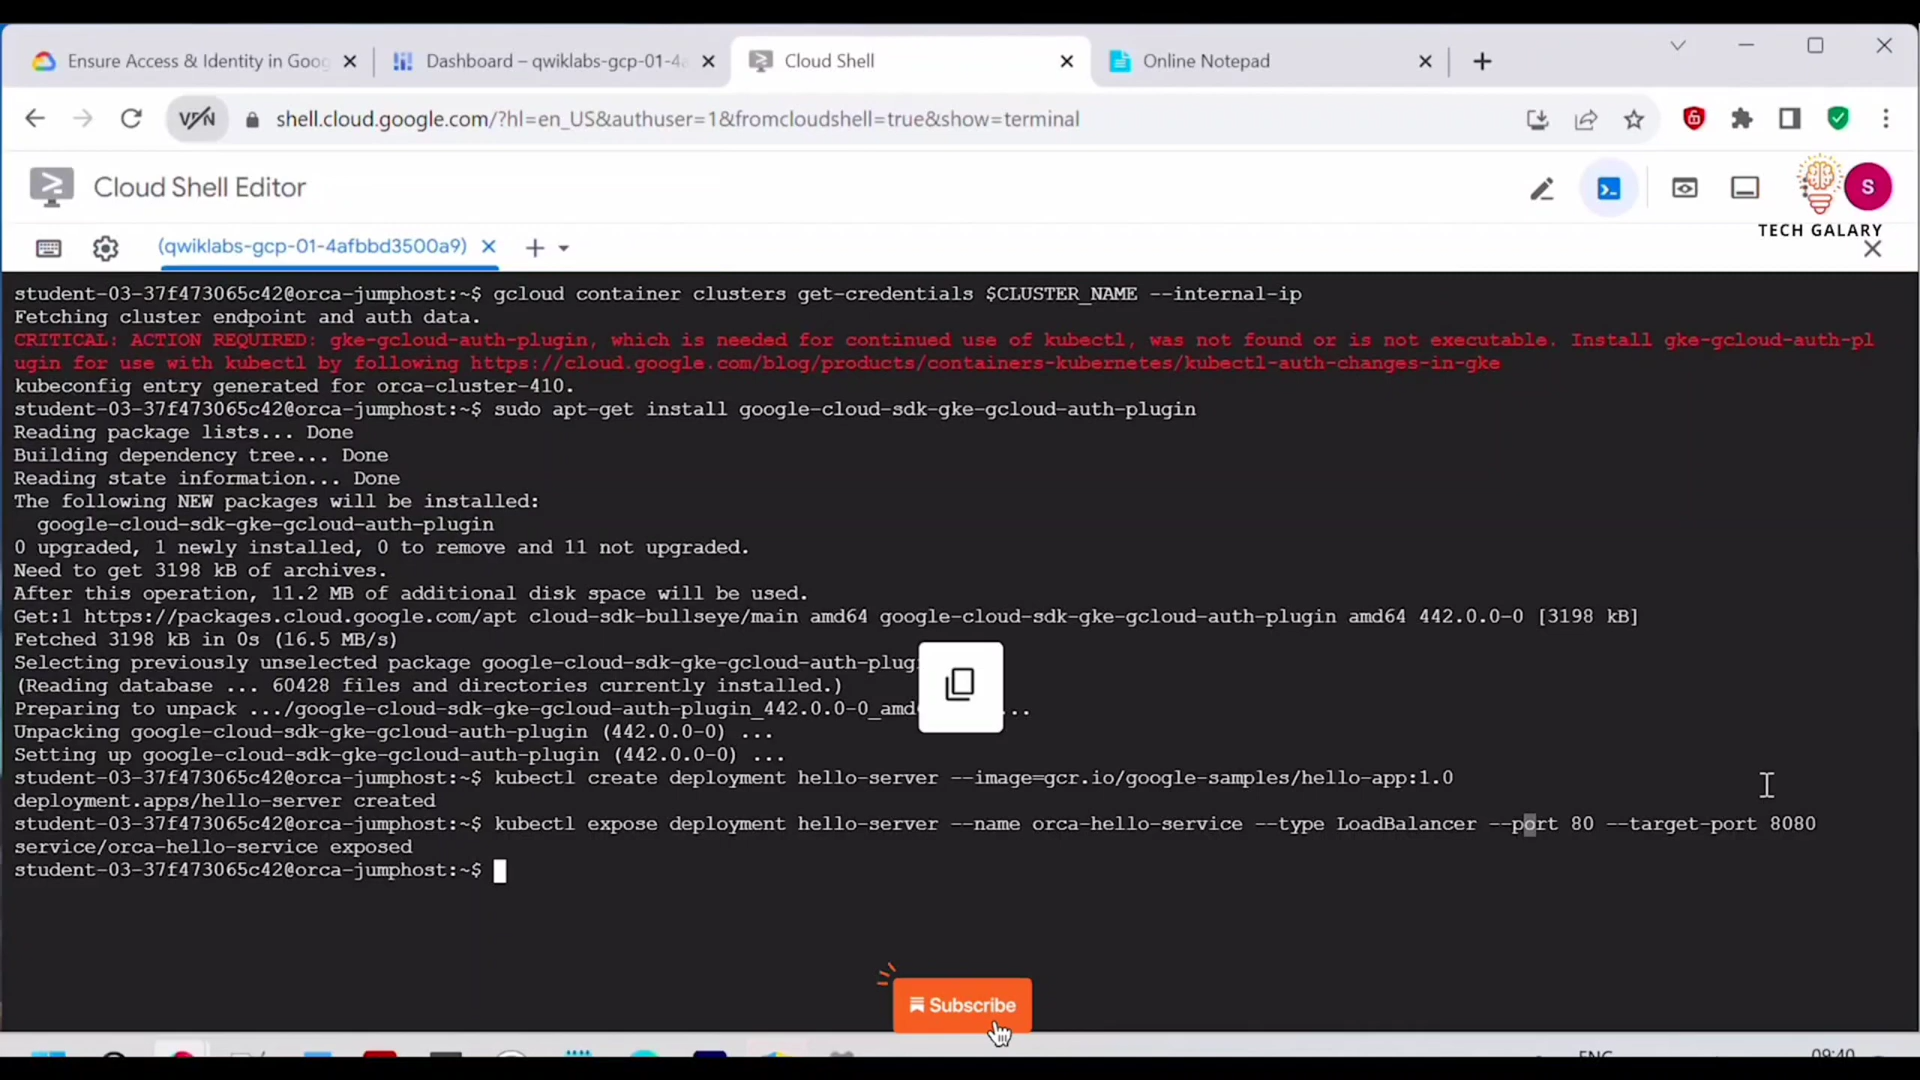 Ensure Access & Identity in Goog
Dashboard – qwiklabs-gcp-01-4a
Cloud Shell
Online Notepad
VPN
shell.cloud.google.com/?hl=en_US&authuser=1&fromcloudshell=true&show=terminal
Cloud Shell Editor
S
TECH GALARY
(qwiklabs-gcp-01-4afbbd3500a9)
student-03-37f473065c42@orca-jumphost:~$ gcloud container clusters get-credentials $CLUSTER_NAME --internal-ip
Fetching cluster endpoint and auth data.
CRITICAL: ACTION REQUIRED: gke-gcloud-auth-plugin, which is needed for continued use of kubectl, was not found or is not executable. Install gke-gcloud-auth-pl
ugin for use with kubectl by following https://cloud.google.com/blog/products/containers-kubernetes/kubectl-auth-changes-in-gke
kubeconfig entry generated for orca-cluster-410.
student-03-37f473065c42@orca-jumphost:~$ sudo apt-get install google-cloud-sdk-gke-gcloud-auth-plugin
Reading package lists... Done
Building dependency tree... Done
Reading state information... Done
The following NEW packages will be installed:
google-cloud-sdk-gke-gcloud-auth-plugin
0 upgraded, 1 newly installed, 0 to remove and 11 not upgraded.
Need to get 3198 kB of archives.
After this operation, 11.2 MB of additional disk space will be used.
Get:1 https://packages.cloud.google.com/apt cloud-sdk-bullseye/main amd64 google-cloud-sdk-gke-gcloud-auth-plugin amd64 442.0.0-0 [3198 kB]
Fetched 3198 kB in 0s (16.5 MB/s)
Selecting previously unselected package google-cloud-sdk-gke-gcloud-auth-plug
(Reading database ... 60428 files and directories currently installed.)
Preparing to unpack .../google-cloud-sdk-gke-gcloud-auth-plugin_442.0.0-0_amd ...
Unpacking google-cloud-sdk-gke-gcloud-auth-plugin (442.0.0-0) ...
Setting up google-cloud-sdk-gke-gcloud-auth-plugin (442.0.0-0) ...
student-03-37f473065c42@orca-jumphost:~$ kubectl create deployment hello-server --image=gcr.io/google-samples/hello-app:1.0
deployment.apps/hello-server created
student-03-37f473065c42@orca-jumphost:~$ kubectl expose deployment hello-server --name orca-hello-service --type LoadBalancer --port 80 --target-port 8080
service/orca-hello-service exposed
student-03-37f473065c42@orca-jumphost:~$
Subscribe
ENG
09:40